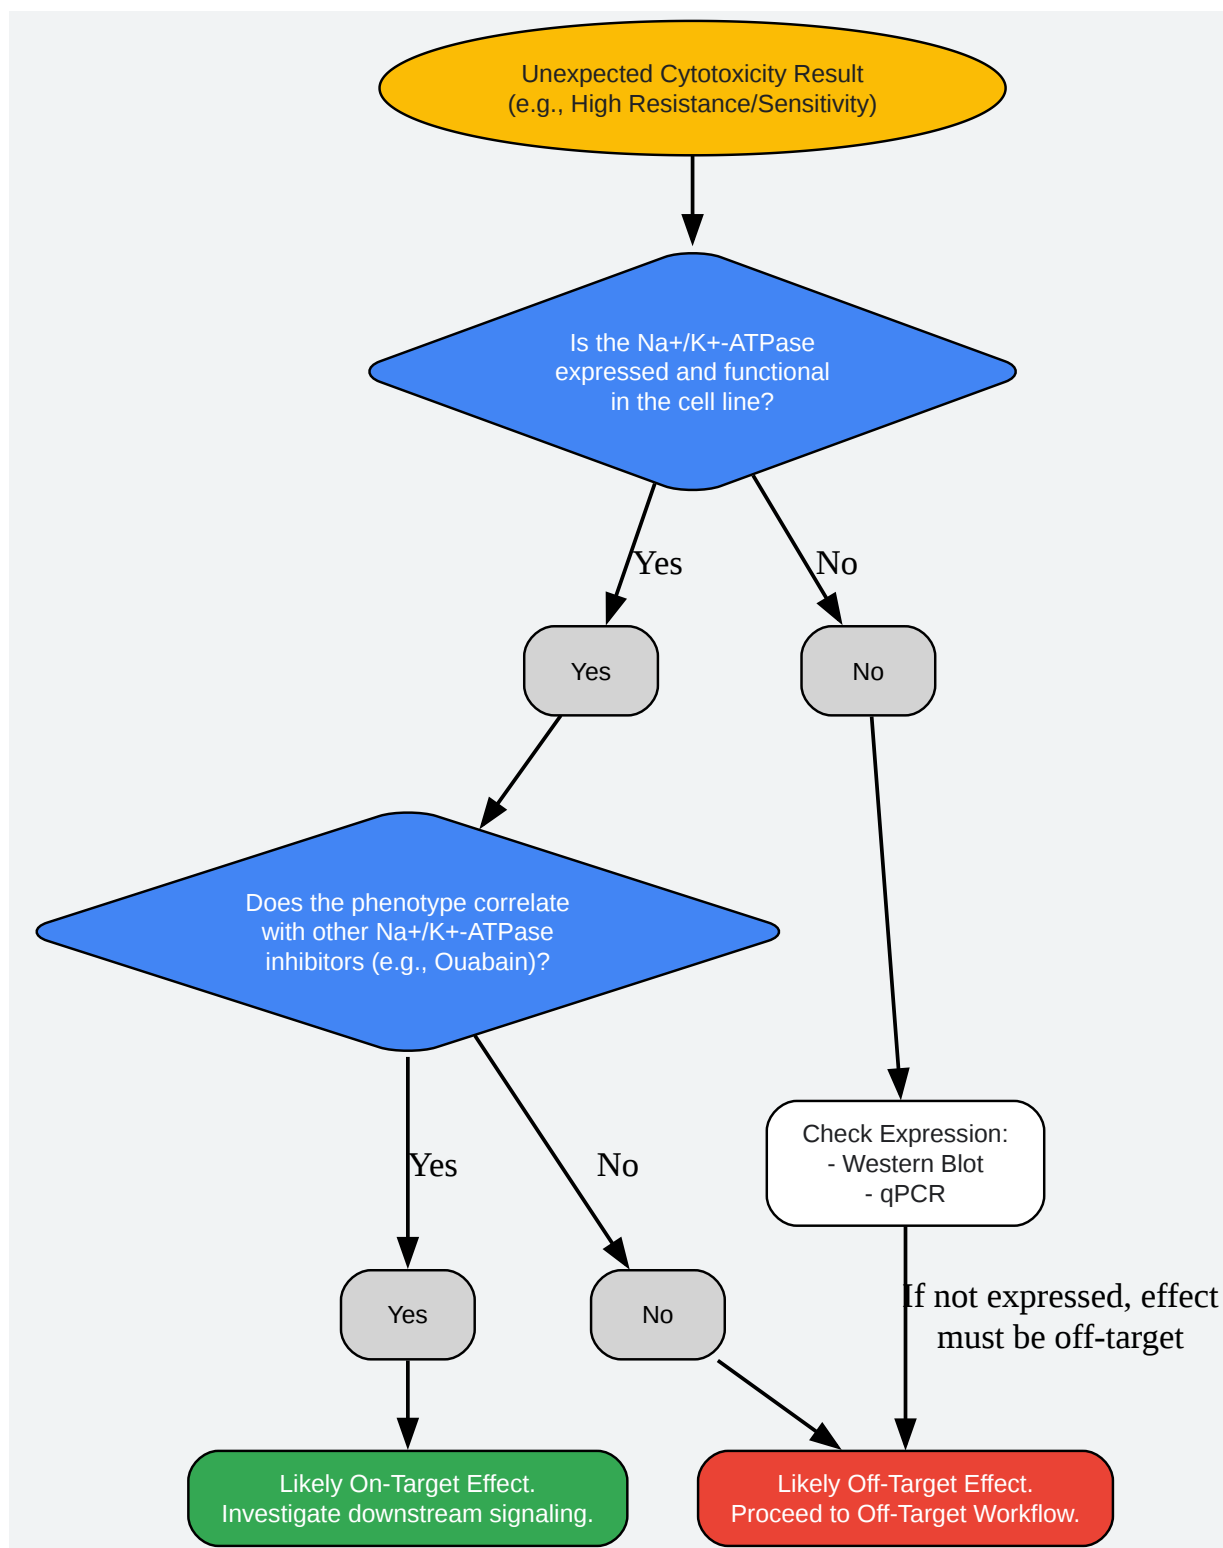 Unexpected Cytotoxicity Result
(e.g., High Resistance/Sensitivity)
Is the Na+/K+-ATPase
expressed and functional
in the cell line?
Yes
No
Yes
No
Does the phenotype correlate
with other Na+/K+-ATPase
inhibitors (e.g., Ouabain)?
Check Expression:
- Western Blot
- qPCR
Yes
No
If not expressed, effect
must be off-target
Yes
No
Likely On-Target Effect.
Investigate downstream signaling.
Likely Off-Target Effect.
Proceed to Off-Target Workflow.